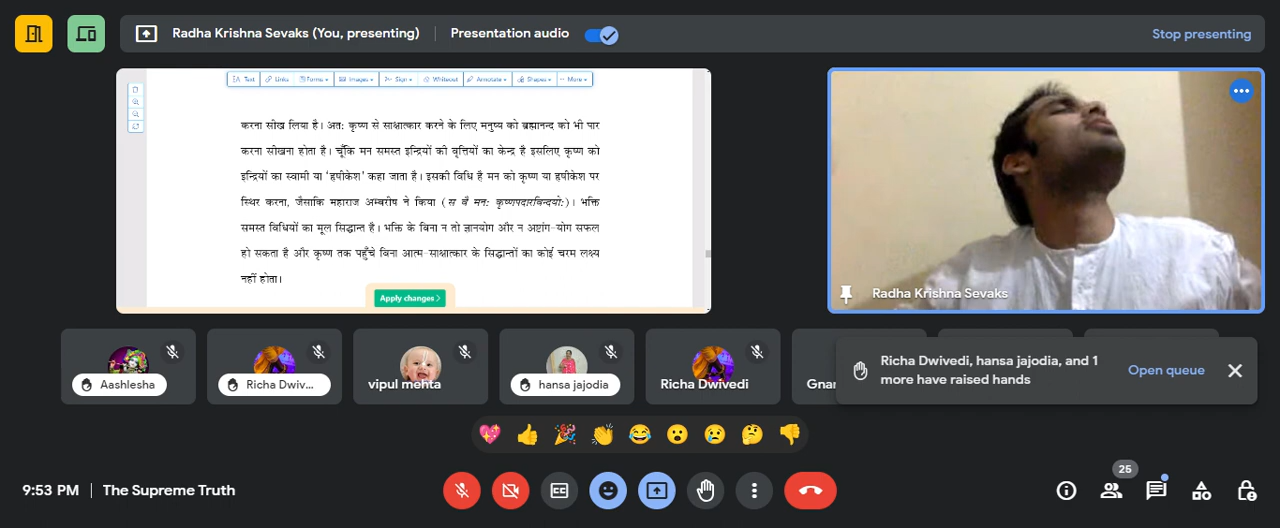 Radha Krishna Sevaks (You, presenting)
Presentation audio
Stop presenting
Text Links Forms Images Sign Whiteout Annotate Shapes More
करना सीख लिया है। अतः कृष्ण से साक्षात्कार करने के लिए मनुष्य को ब्रह्मानन्द को भी पार
करना सीखना होता है। चूँकि मन समस्त इन्द्रियों की वृत्तियों का केन्द्र है इसलिए कृष्ण को
इन्द्रियों का स्वामी या ‘हृषीकेश’ कहा जाता है। इसकी विधि है मन को कृष्ण या हृषीकेश पर
स्थिर करना, जैसाकि महाराज अम्बरीष ने किया (स वै मनः कृष्णपदारविन्दयोः)। भक्ति
समस्त विधियों का मूल सिद्धान्त है। भक्ति के बिना न तो ज्ञानयोग और न अष्टांग-योग सफल
हो सकता है और कृष्ण तक पहुँचे बिना आत्म-साक्षात्कार के सिद्धान्तों का कोई चरम लक्ष्य
नहीं होता।
Apply changes
Radha Krishna Sevaks
Aashlesha
Richa Dwiv...
vipul mehta
hansa jajodia
Richa Dwivedi
Richa Dwivedi, hansa jajodia, and 1
more have raised hands
Open queue
9:53 PM
The Supreme Truth
25